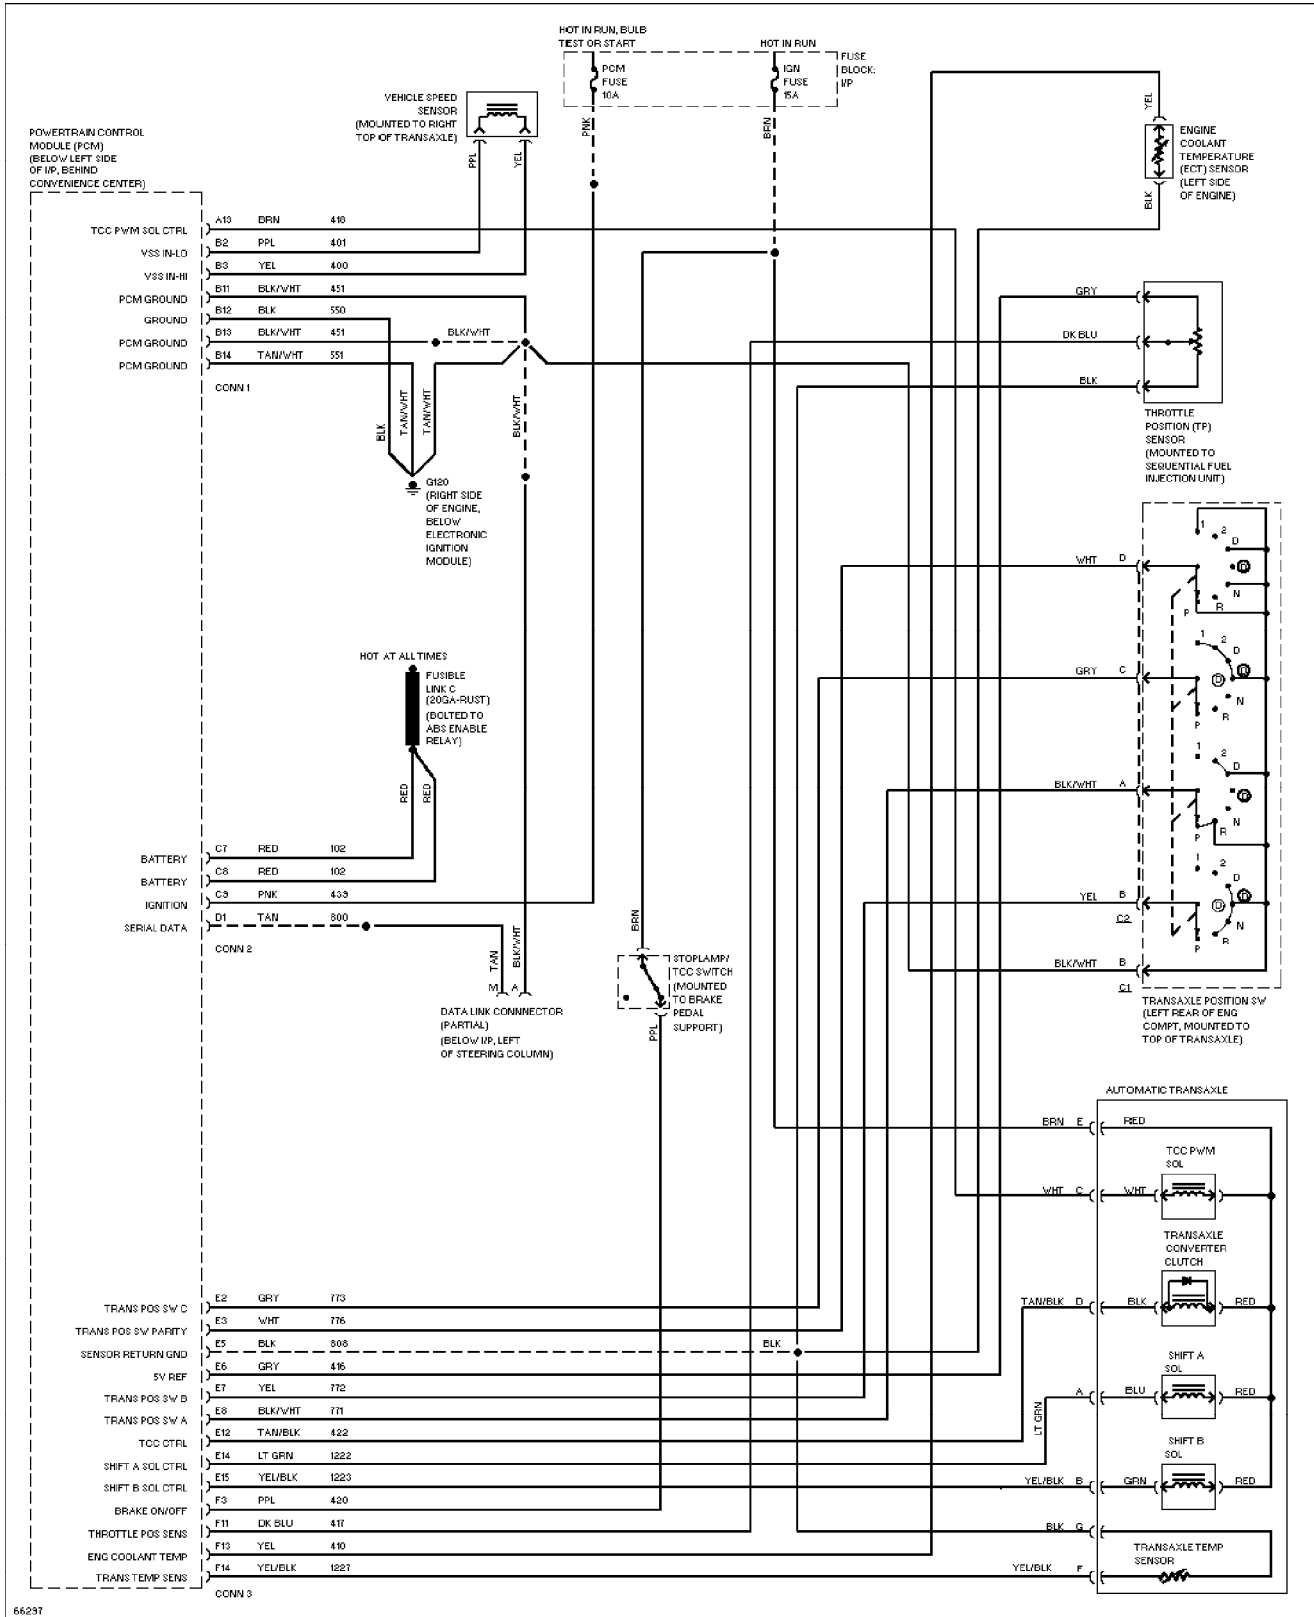 HOT IN RUN, BULB
TEST OR START
HOT IN RUN
PCM
FUSE
10A
IGN
FUSE
15A
FUSE
BLOCK:
I/P
PNK
BRN
VEHICLE SPEED
SENSOR
(MOUNTED TO RIGHT
TOP OF TRANSAXLE)
PPL
YEL
YEL
ENGINE
COOLANT
TEMPERATURE
(ECT) SENSOR
(LEFT SIDE
OF ENGINE)
BLK
POWERTRAIN CONTROL
MODULE (PCM)
(BELOW LEFT SIDE
OF I/P, BEHIND
CONVENIENCE CENTER)
TCC PWM SOL CTRL A13 BRN 418
VSS IN-LO B2 PPL 401
VSS IN-HI B3 YEL 400
PCM GROUND B11 BLK/WHT 451
GROUND B12 BLK 550
PCM GROUND B13 BLK/WHT 451 BLK/WHT
PCM GROUND B14 TAN/WHT 551
CONN 1
BLK
TAN/WHT
TAN/WHT
BLK/WHT
G120
(RIGHT SIDE
OF ENGINE,
BELOW
ELECTRONIC
IGNITION
MODULE)
GRY
DK BLU
BLK
THROTTLE
POSITION (TP)
SENSOR
(MOUNTED TO
SEQUENTIAL FUEL
INJECTION UNIT)
WHT D
1 2 D D N R P
GRY C
1 2 D D D N R P
BLK/WHT A
1 2 D D N R P
YEL B
C2
1 2 D D D N R P
BLK/WHT B
C1
TRANSAXLE POSITION SW
(LEFT REAR OF ENG
COMPT, MOUNTED TO
TOP OF TRANSAXLE)
HOT AT ALL TIMES
FUSIBLE
LINK C
(20GA-RUST)
(BOLTED TO
ABS ENABLE
RELAY)
RED
RED
BATTERY C7 RED 102
BATTERY C8 RED 102
IGNITION C9 PNK 439
SERIAL DATA D1 TAN 800
CONN 2
TAN
BLK/WHT
M A
DATA LINK CONNNECTOR
(PARTIAL)
(BELOW I/P, LEFT
OF STEERING COLUMN)
BRN
STOPLAMP/
TCC SWITCH
(MOUNTED
TO BRAKE
PEDAL
SUPPORT)
PPL
AUTOMATIC TRANSAXLE
BRN E RED
TCC PWM
SOL
WHT C WHT
TRANSAXLE
CONVERTER
CLUTCH
TAN/BLK D BLK RED
SHIFT A
SOL
A BLU RED
LT GRN
SHIFT B
SOL
YEL/BLK B GRN RED
BLK G
TRANSAXLE TEMP
SENSOR
YEL/BLK F
TRANS POS SW C E2 GRY 773
TRANS POS SW PARITY E3 WHT 776
SENSOR RETURN GND E5 BLK 808 BLK
5V REF E6 GRY 416
TRANS POS SW B E7 YEL 772
TRANS POS SW A E8 BLK/WHT 771
TCC CTRL E12 TAN/BLK 422
SHIFT A SOL CTRL E14 LT GRN 1222
SHIFT B SOL CTRL E15 YEL/BLK 1223
BRAKE ON/OFF F3 PPL 420
THROTTLE POS SENS F11 DK BLU 417
ENG COOLANT TEMP F13 YEL 410
TRANS TEMP SENS F14 YEL/BLK 1227
CONN 3
66297